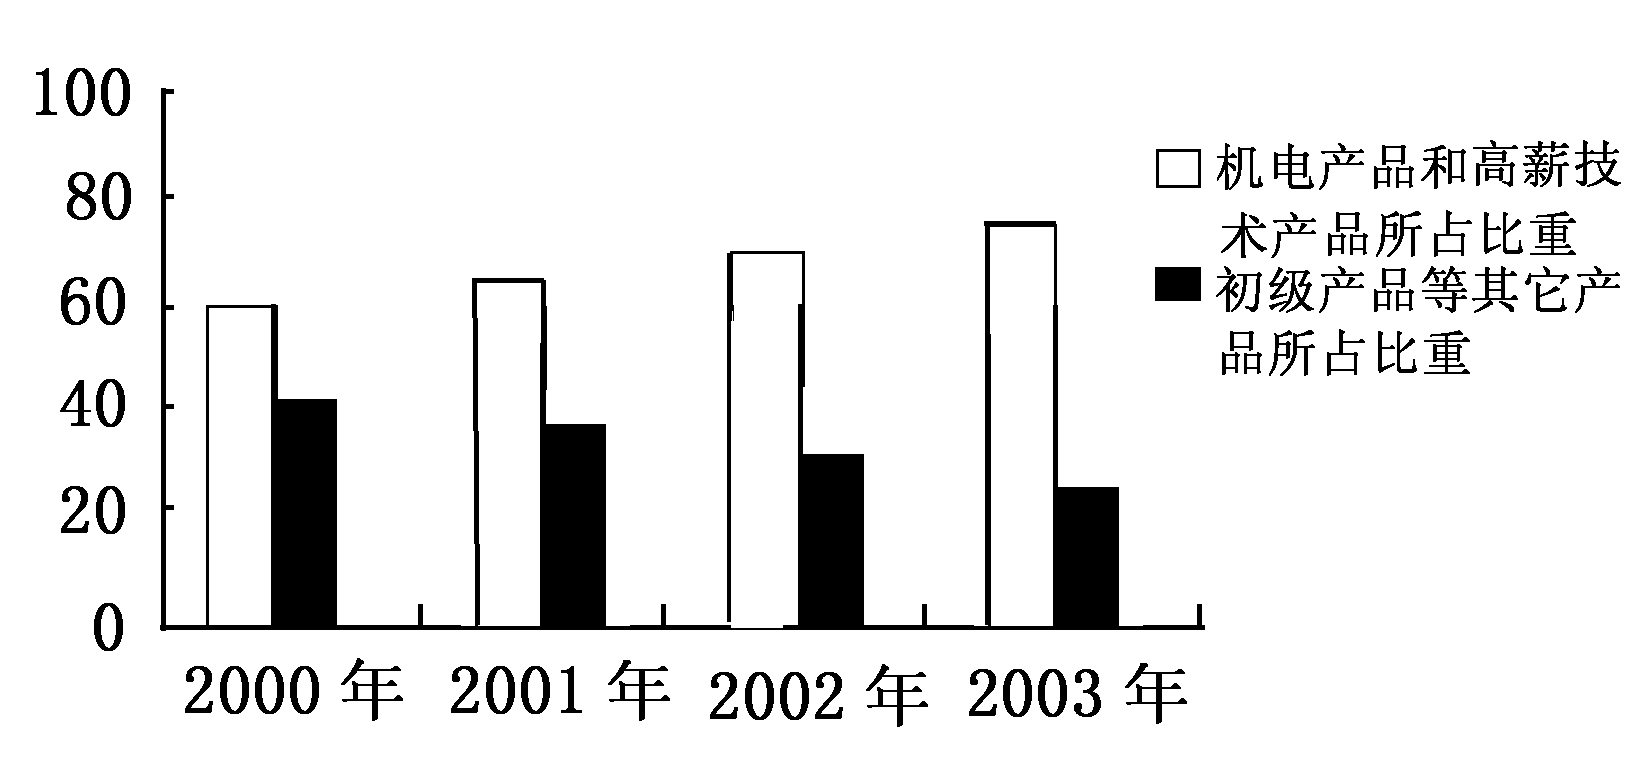 100
80
60
40
20
0
2000 年
2001 年
2002 年
2003 年
机电产品和高薪技
术产品所占比重
初级产品等其它产
品所占比重